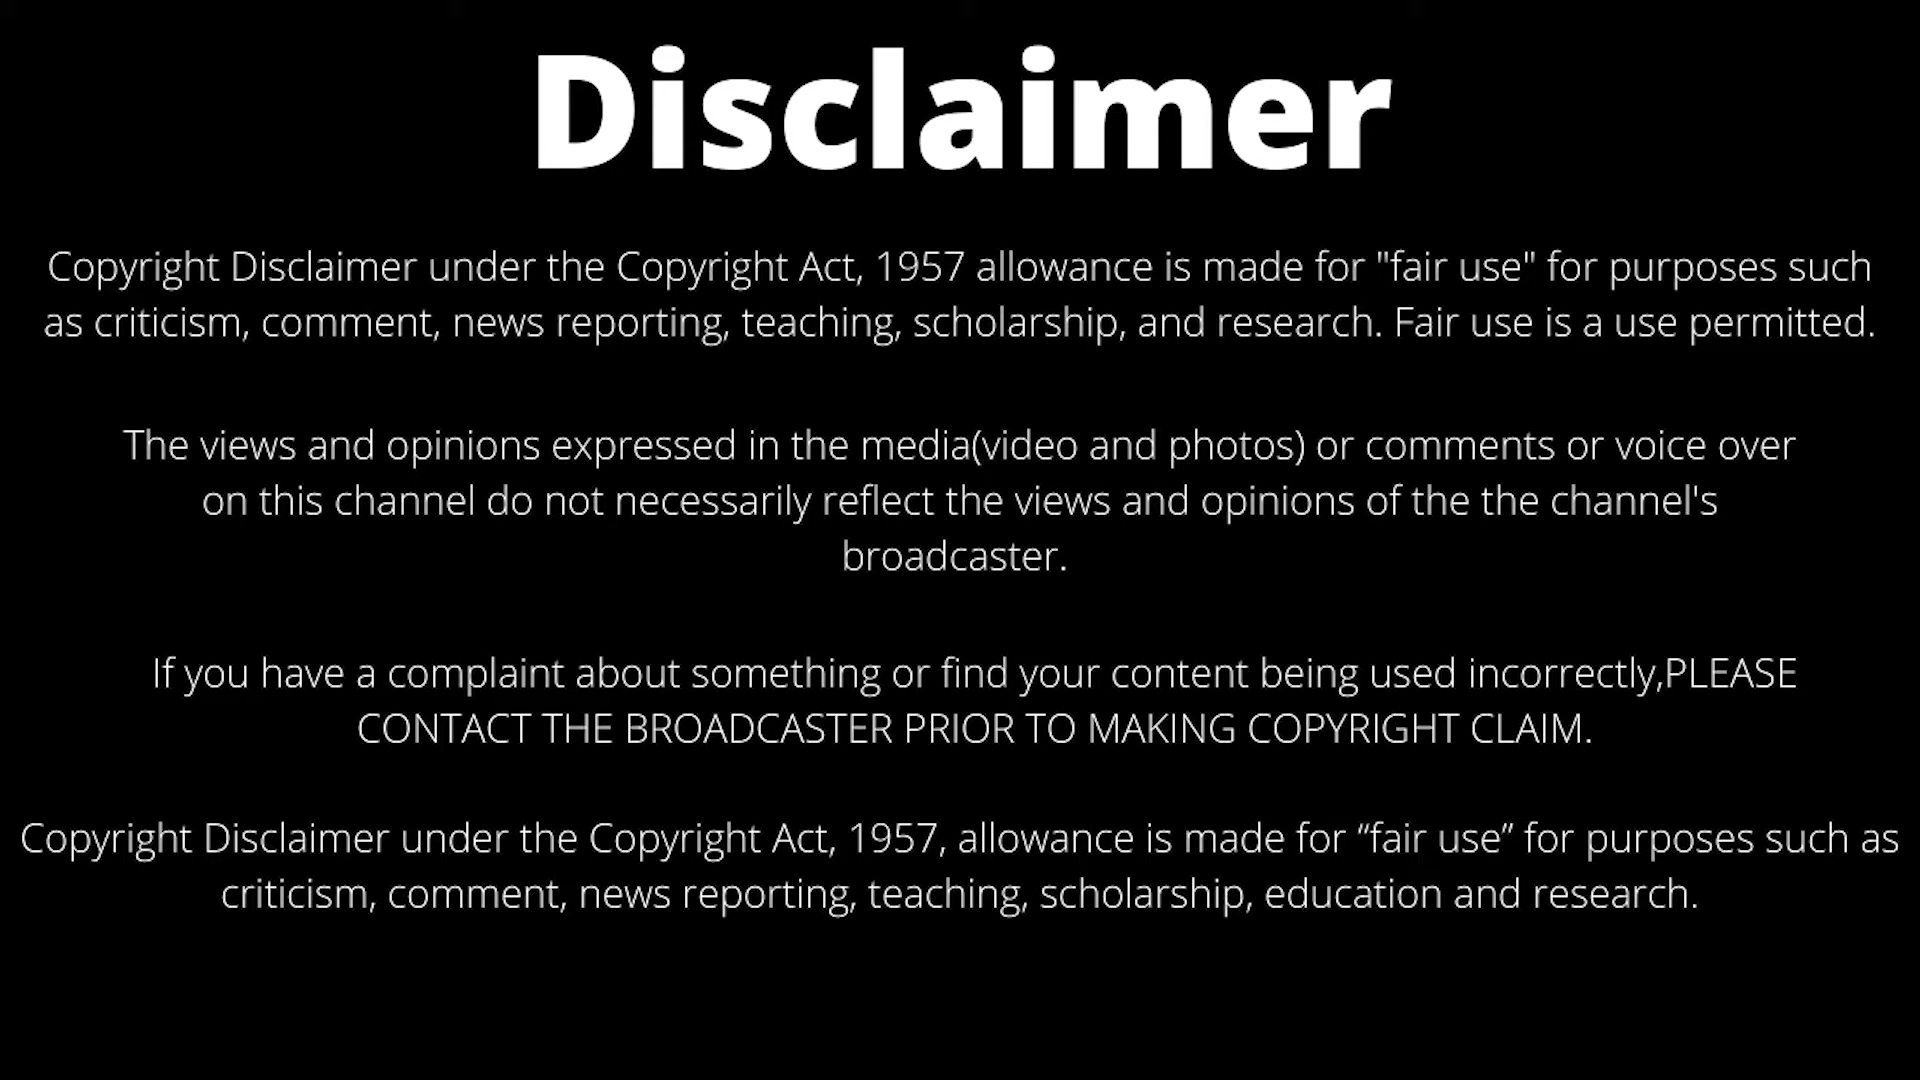 Disclaimer
Copyright Disclaimer under the Copyright Act, 1957 allowance is made for "fair use" for purposes such
as criticism, comment, news reporting, teaching, scholarship, and research. Fair use is a use permitted.
The views and opinions expressed in the media(video and photos) or comments or voice over
on this channel do not necessarily reflect the views and opinions of the the channel's
broadcaster.
If you have a complaint about something or find your content being used incorrectly,PLEASE
CONTACT THE BROADCASTER PRIOR TO MAKING COPYRIGHT CLAIM.
Copyright Disclaimer under the Copyright Act, 1957, allowance is made for “fair use” for purposes such as
criticism, comment, news reporting, teaching, scholarship, education and research.